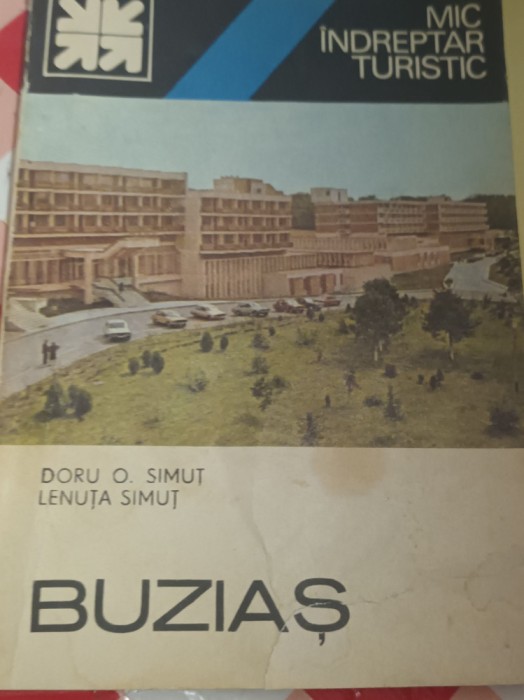 MIC
ÎNDREPTAR
TURISTIC
DORU O. SIMUȚ
LENUȚA SIMUȚ
BUZIAȘ